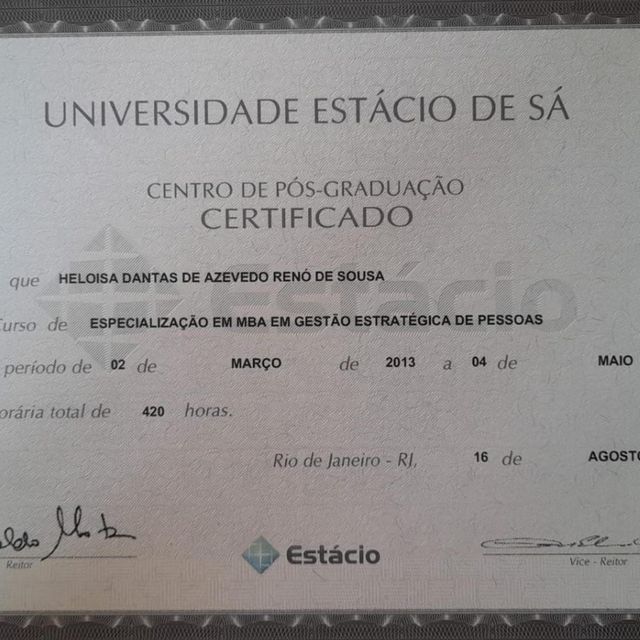 UNIVERSIDADE ESTÁCIO DE SÁ
CENTRO DE PÓS-GRADUAÇÃO
CERTIFICADO
que HELOISA DANTAS DE AZEVEDO RENÓ DE SOUSA
Curso de ESPECIALIZAÇÃO EM MBA EM GESTÃO ESTRATÉGICA DE PESSOAS
período de 02 de MARÇO de 2013 a 04 de MAIO
orária total de 420 horas.
Rio de Janeiro - RJ, 16 de AGOSTO
Reitor
Estácio
Vice - Reitor
Estácio